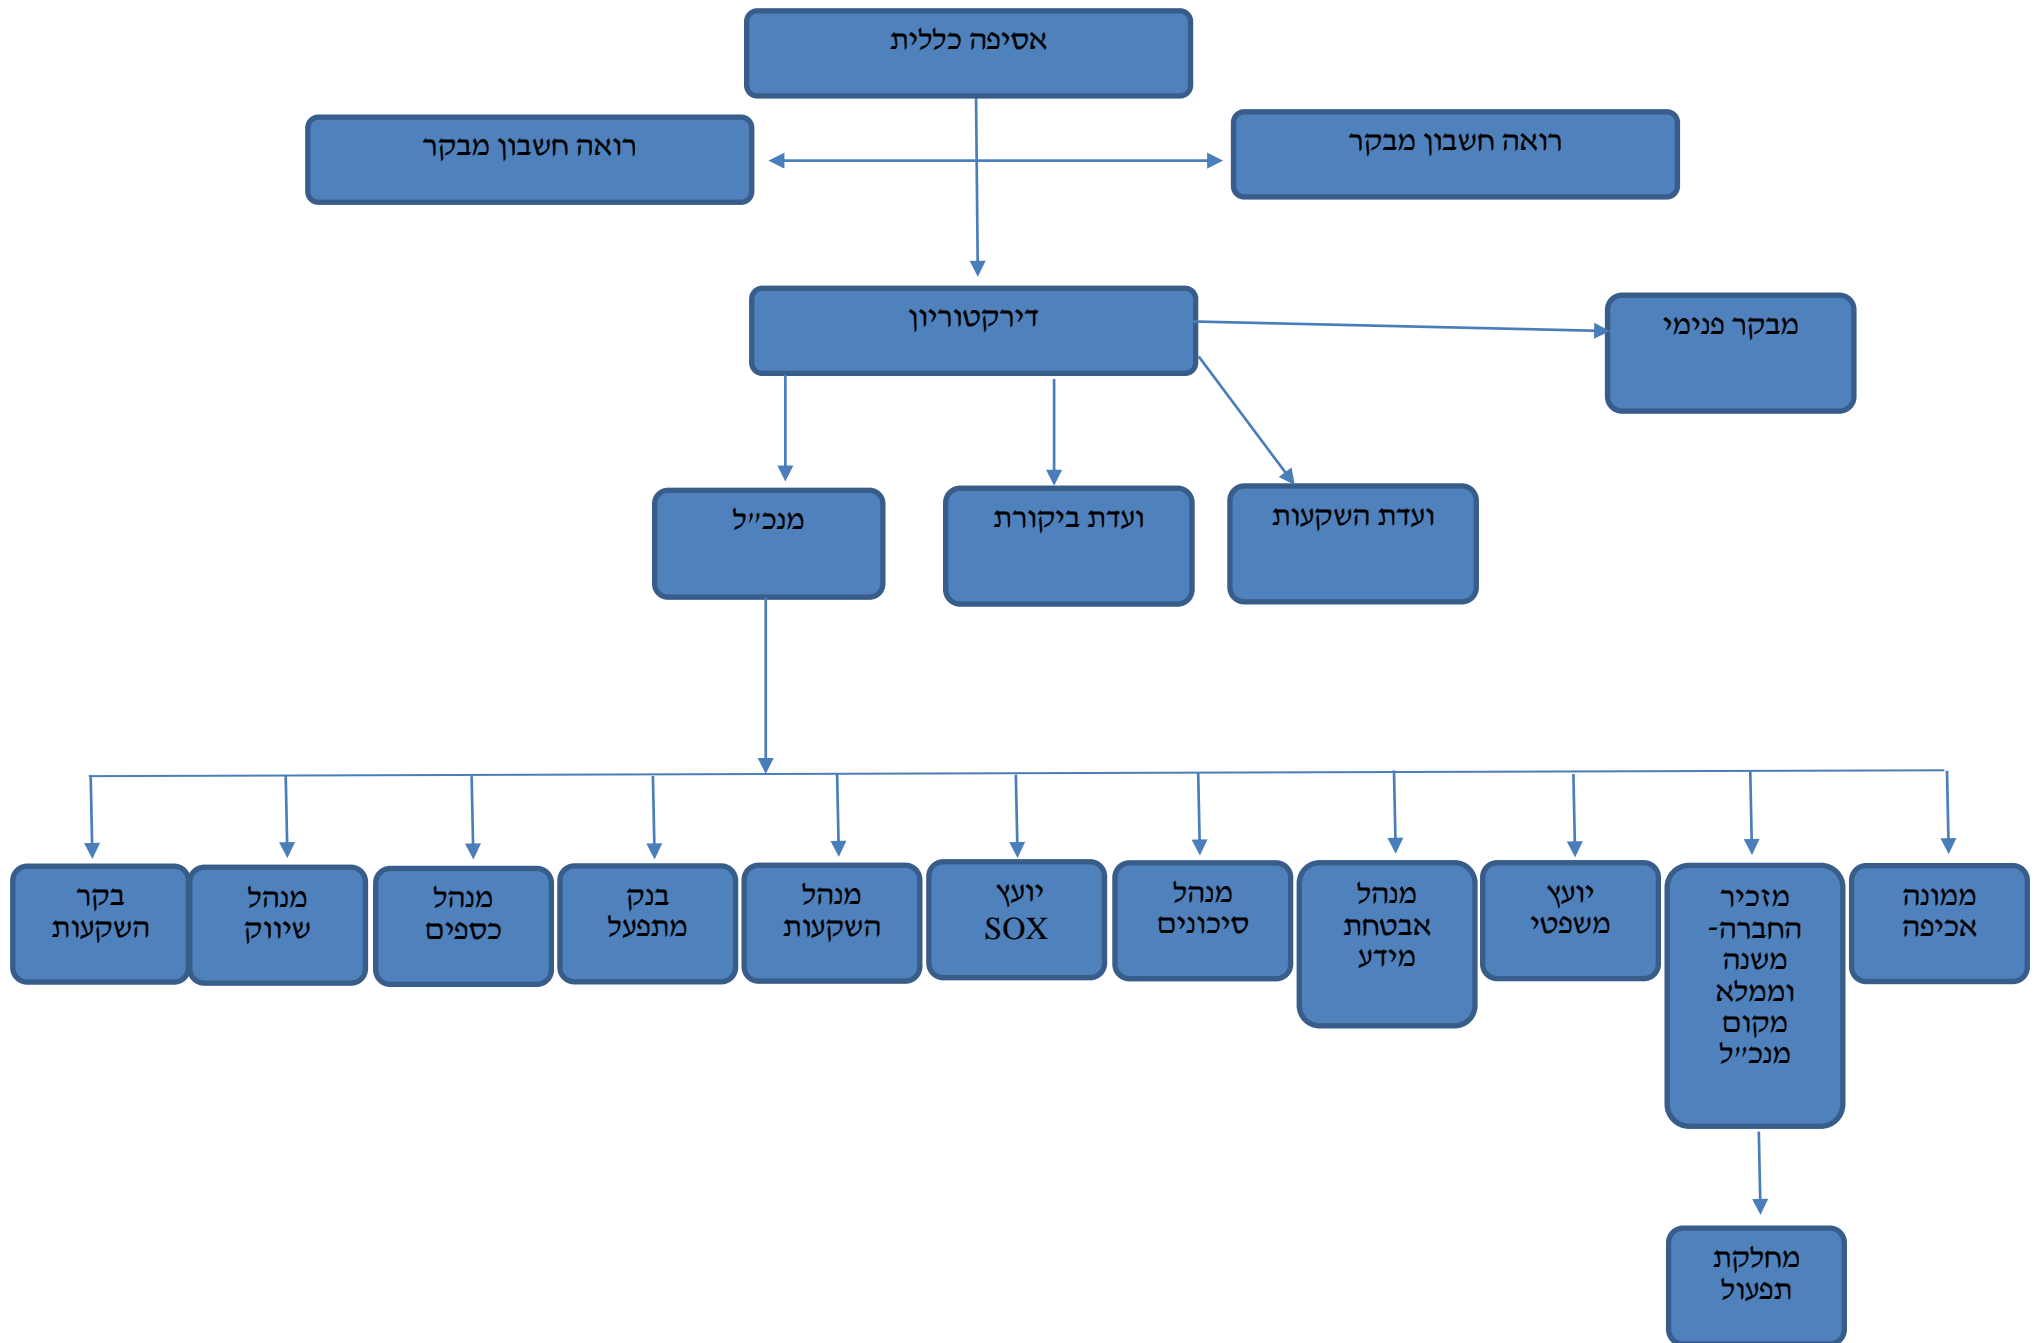 אסיפה כללית
רואה חשבון מבקר
רואה חשבון מבקר
דירקטוריון
מבקר פנימי
ועדת השקעות
ועדת ביקורת
מנכ״ל
ממונה
אכיפה
מזכיר
החברה-
משנה
וממלא
מקום
מנכ״ל
יועץ
משפטי
מנהל
אבטחת
מידע
מנהל
סיכונים
יועץ
SOX
מנהל
השקעות
בנק
מתפעל
מנהל
כספים
מנהל
שיווק
בקר
השקעות
מחלקת
תפעול